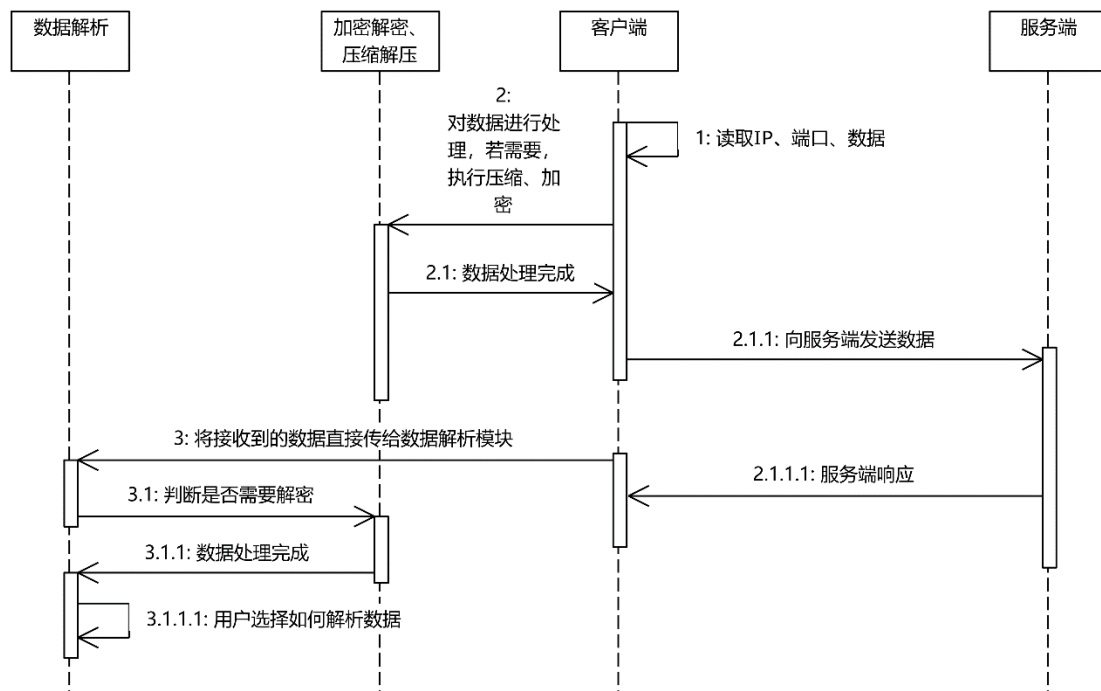 数据解析
加密解密、
压缩解压
客户端
服务端
2:
对数据进行处
理，若需要，
执行压缩、加
密
1: 读取IP、端口、数据
2.1: 数据处理完成
2.1.1: 向服务端发送数据
3: 将接收到的数据直接传给数据解析模块
2.1.1.1: 服务端响应
3.1: 判断是否需要解密
3.1.1: 数据处理完成
3.1.1.1: 用户选择如何解析数据